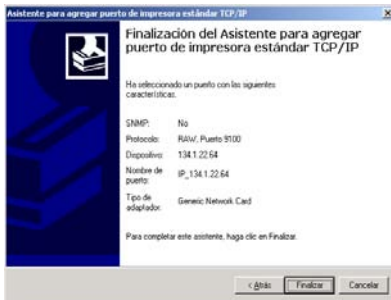 Asistente para agregar puerto de impresora estándar TCP/IP
Finalización del Asistente para agregar
puerto de impresora estándar TCP/IP
Ha seleccionado un puerto con las siguientes
características.
SNMP: No
Protocolo: RAW, Puerto 9100
Dispositivo: 134.1.22.64
Nombre de
puerto: IP_134.1.22.64
Tipo de
adaptador: Generic Network Card
Para completar este asistente, haga clic en Finalizar.
< Atrás Finalizar Cancelar